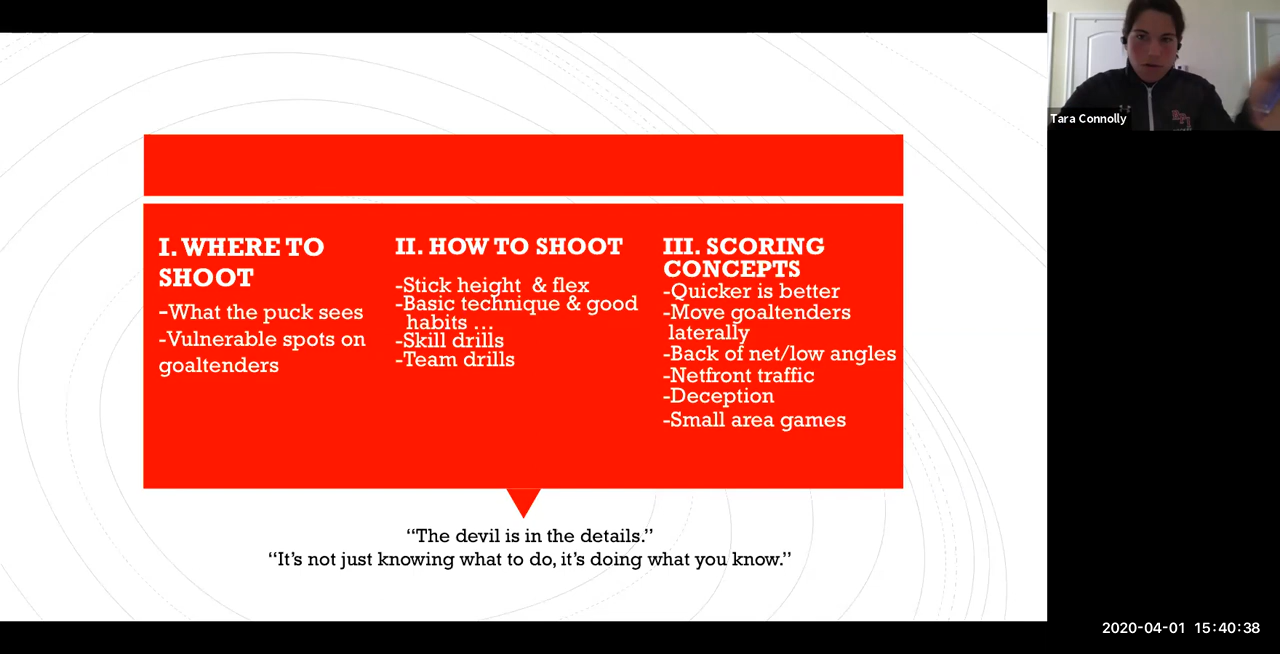 I. WHERE TO
SHOOT
-What the puck sees
-Vulnerable spots on
goaltenders
II. HOW TO SHOOT
-Stick height & flex
-Basic technique & good
habits ...
-Skill drills
-Team drills
III. SCORING
CONCEPTS
-Quicker is better
-Move goaltenders
laterally
-Back of net/low angles
-Netfront traffic
-Deception
-Small area games
“The devil is in the details.”
“It’s not just knowing what to do, it’s doing what you know.”
Tara Connolly
2020-04-01 15:40:38